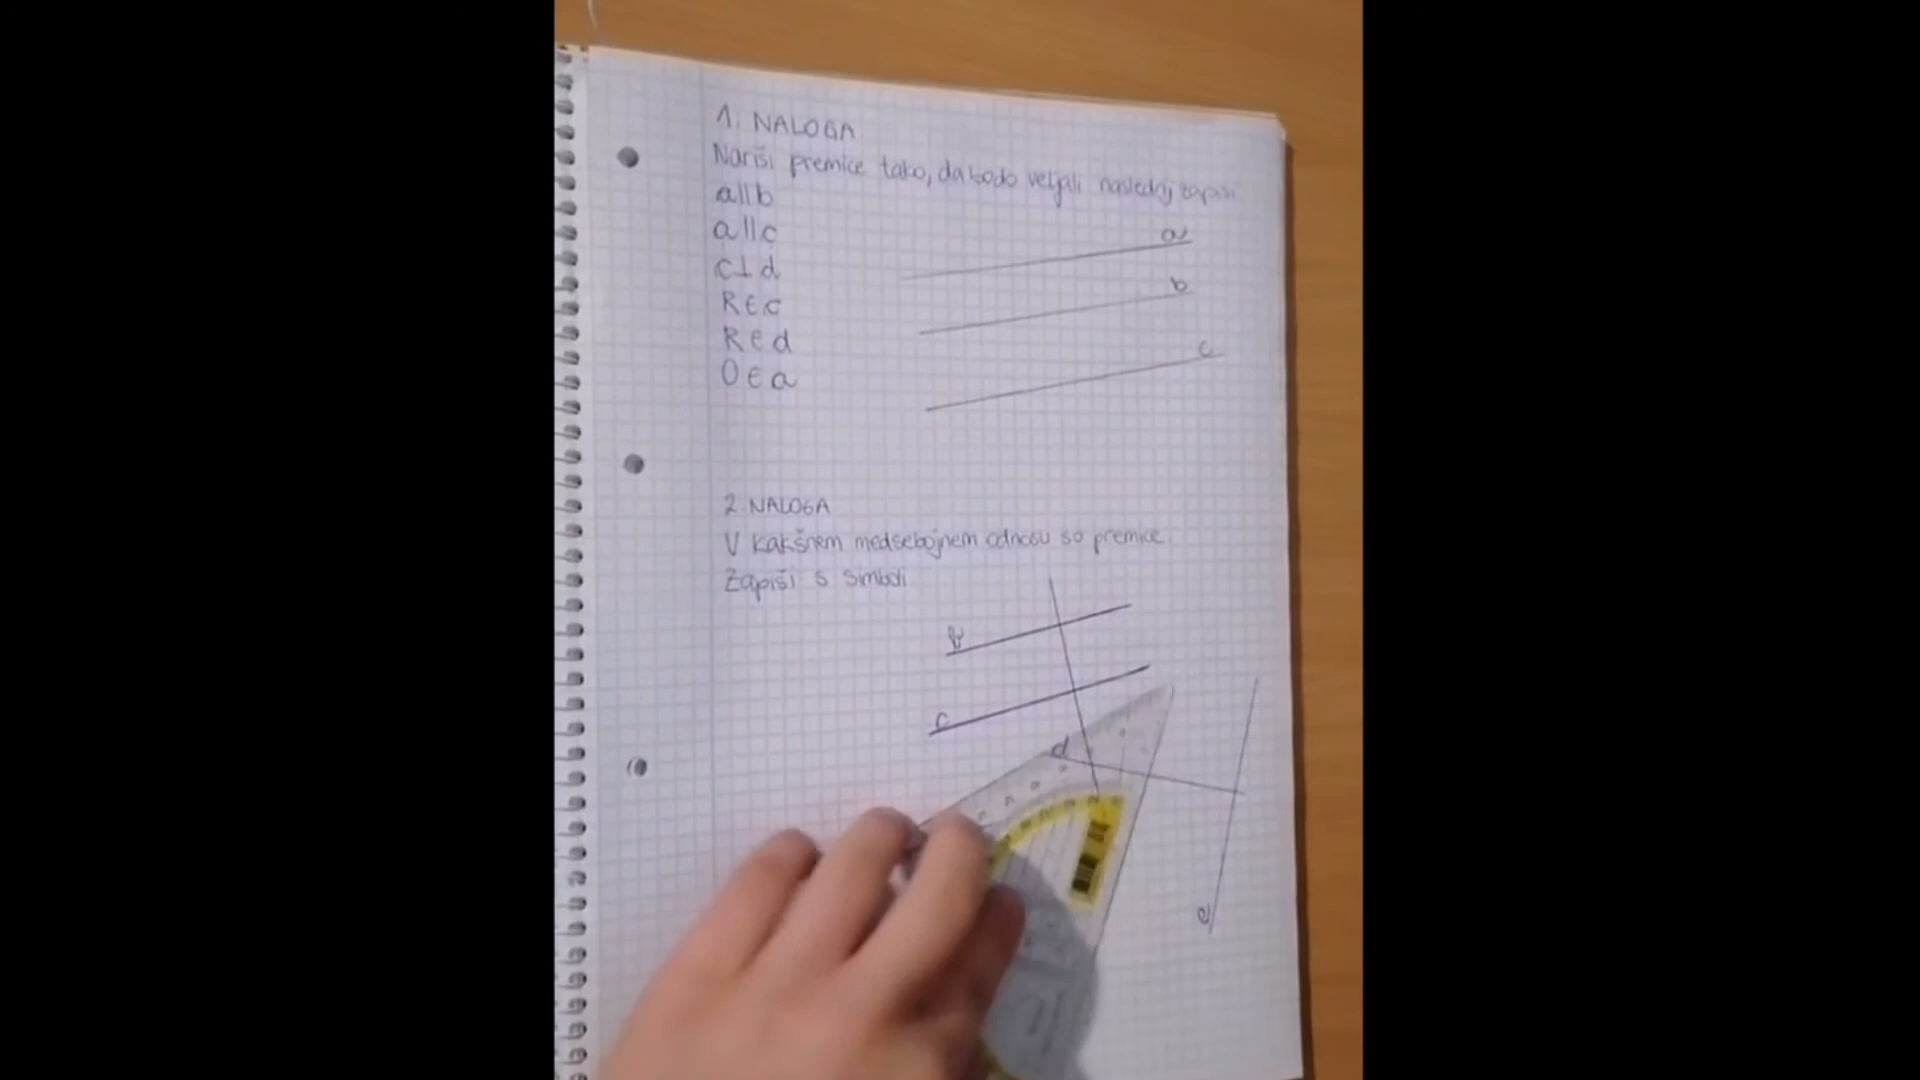 1. NALOGA
Nariši premice tako, da bodo veljali naslednji zapisi
a||b
a||c
c⊥d
R∈c
R∈d
O∈a
a
b
c
2. NALOGA
V kakšnem medsebojnem odnosu so premice.
Zapiši s simboli
b
c
d
e